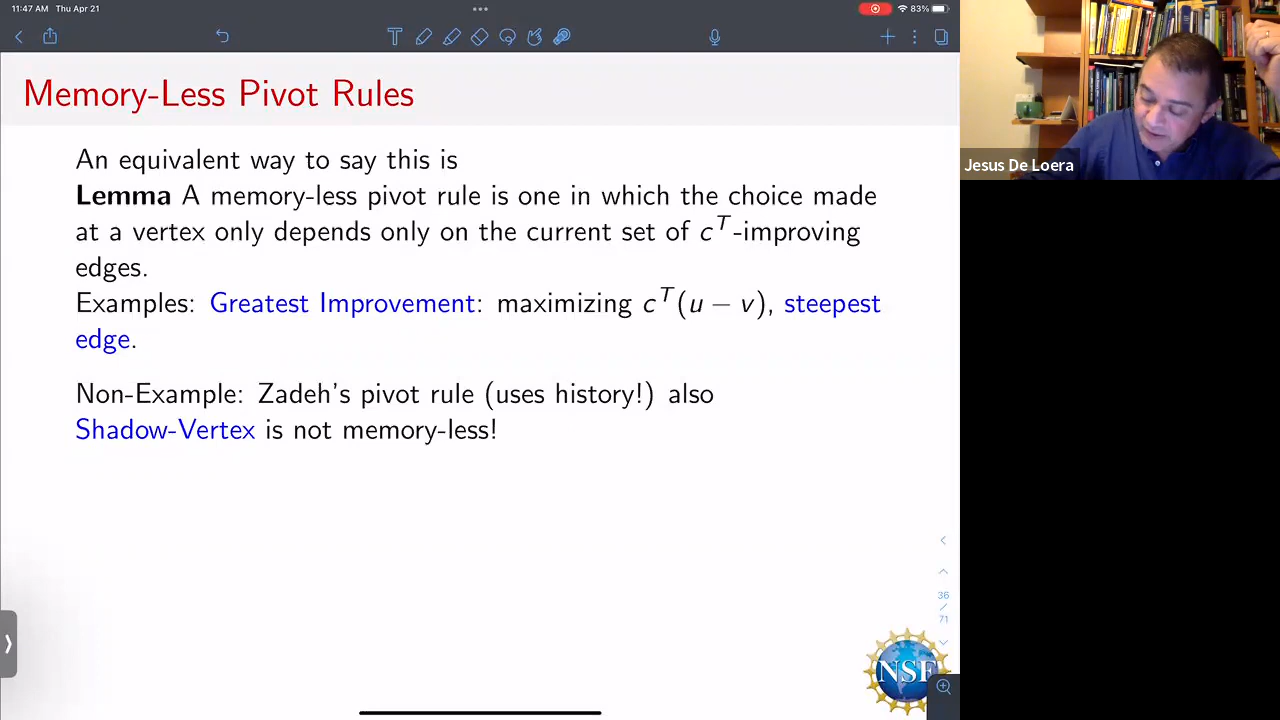 11:47 AM Thu Apr 21
83%
Memory-Less Pivot Rules
An equivalent way to say this is
Lemma A memory-less pivot rule is one in which the choice made
at a vertex only depends only on the current set of c^T-improving
edges.
Examples: Greatest Improvement: maximizing c^T(u − v), steepest
edge.
Non-Example: Zadeh's pivot rule (uses history!) also
Shadow-Vertex is not memory-less!
36
/
71
NSF
Jesus De Loera